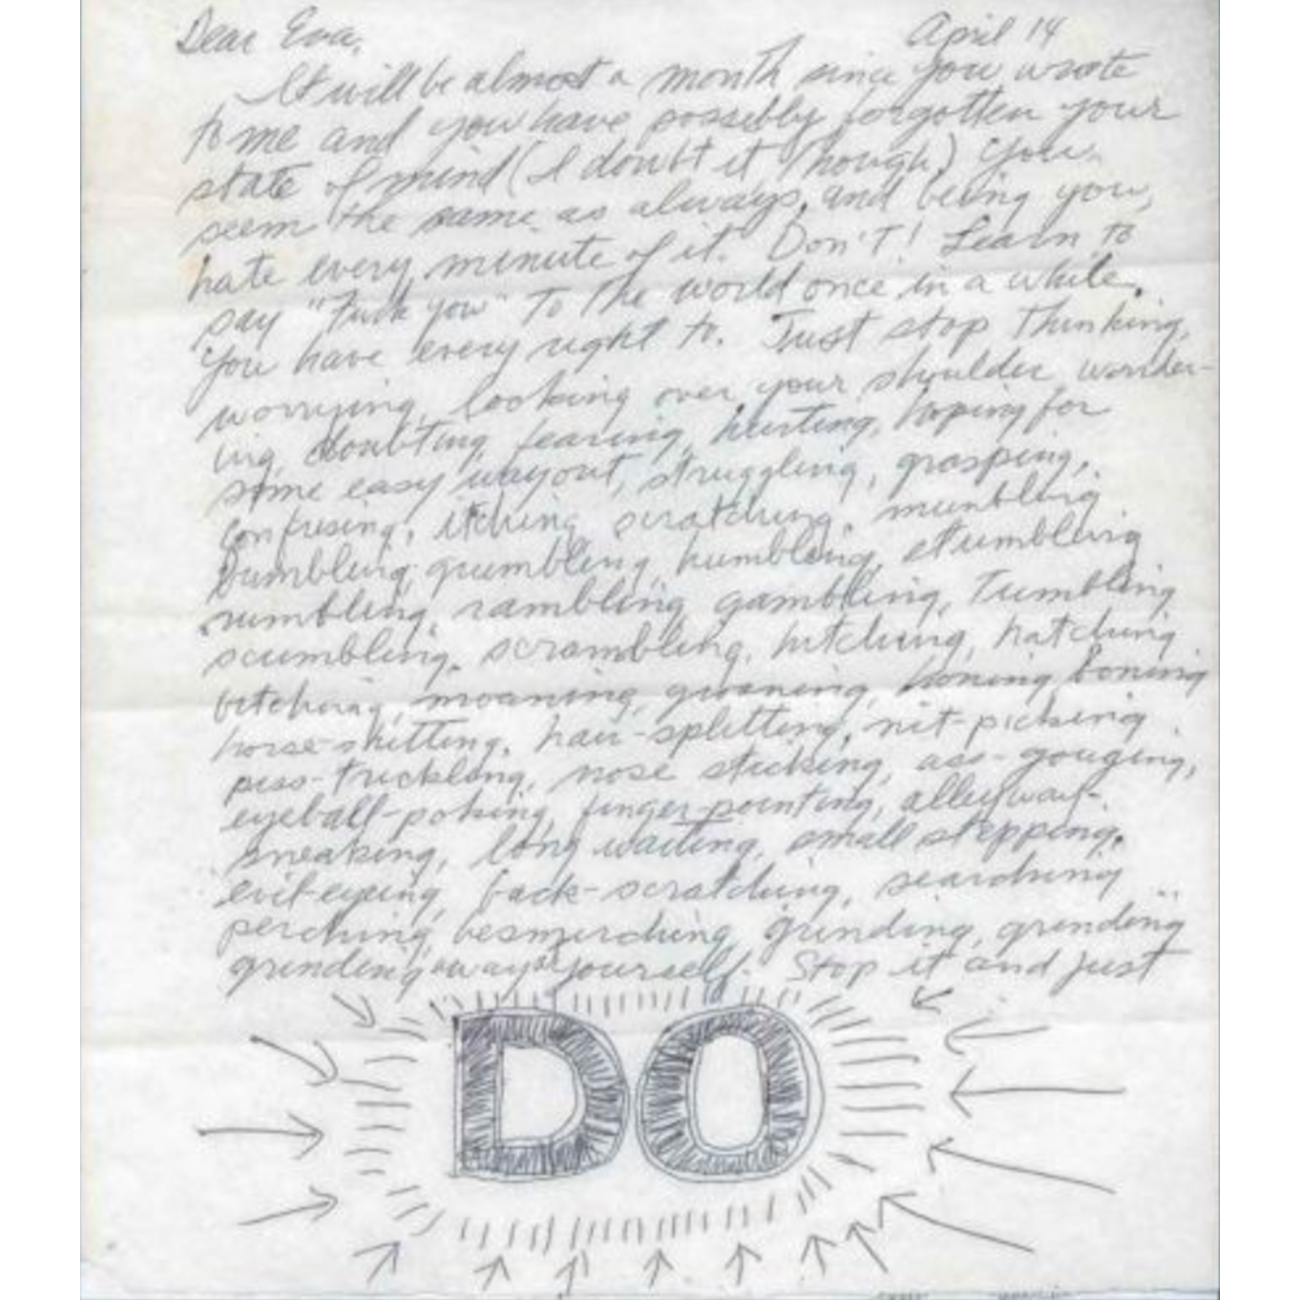 Dear Eva,
April 14
It will be almost a month since you wrote
to me and you have possibly forgotten your
state of mind (I doubt it though). You
seem the same as always, and being you,
hate every minute of it. Don't! Learn to
say "Fuck You" to the world once in a while.
You have every right to. Just stop thinking,
worrying, looking over your shoulder wonder-
ing, doubting, fearing, hurting, hoping for
some easy way out, struggling, grasping,
confusing, itching, scratching, mumbling
bumbling, grumbling, humbling, stumbling
rumbling, rambling gambling, tumbling
scumbling, scrambling, hitching, hatching
bitching, moaning, groaning, honing boning
horse-shitting, hair-splitting, nit-picking
piss-trickling, nose sticking, ass-gouging,
eyeball-poking, finger-pointing, alleyway-
sneaking, long waiting, small stepping,
evil-eyeing, back-scratching, searching
perching, besmirching, grinding, grinding
grinding away at yourself. Stop it and just
DO